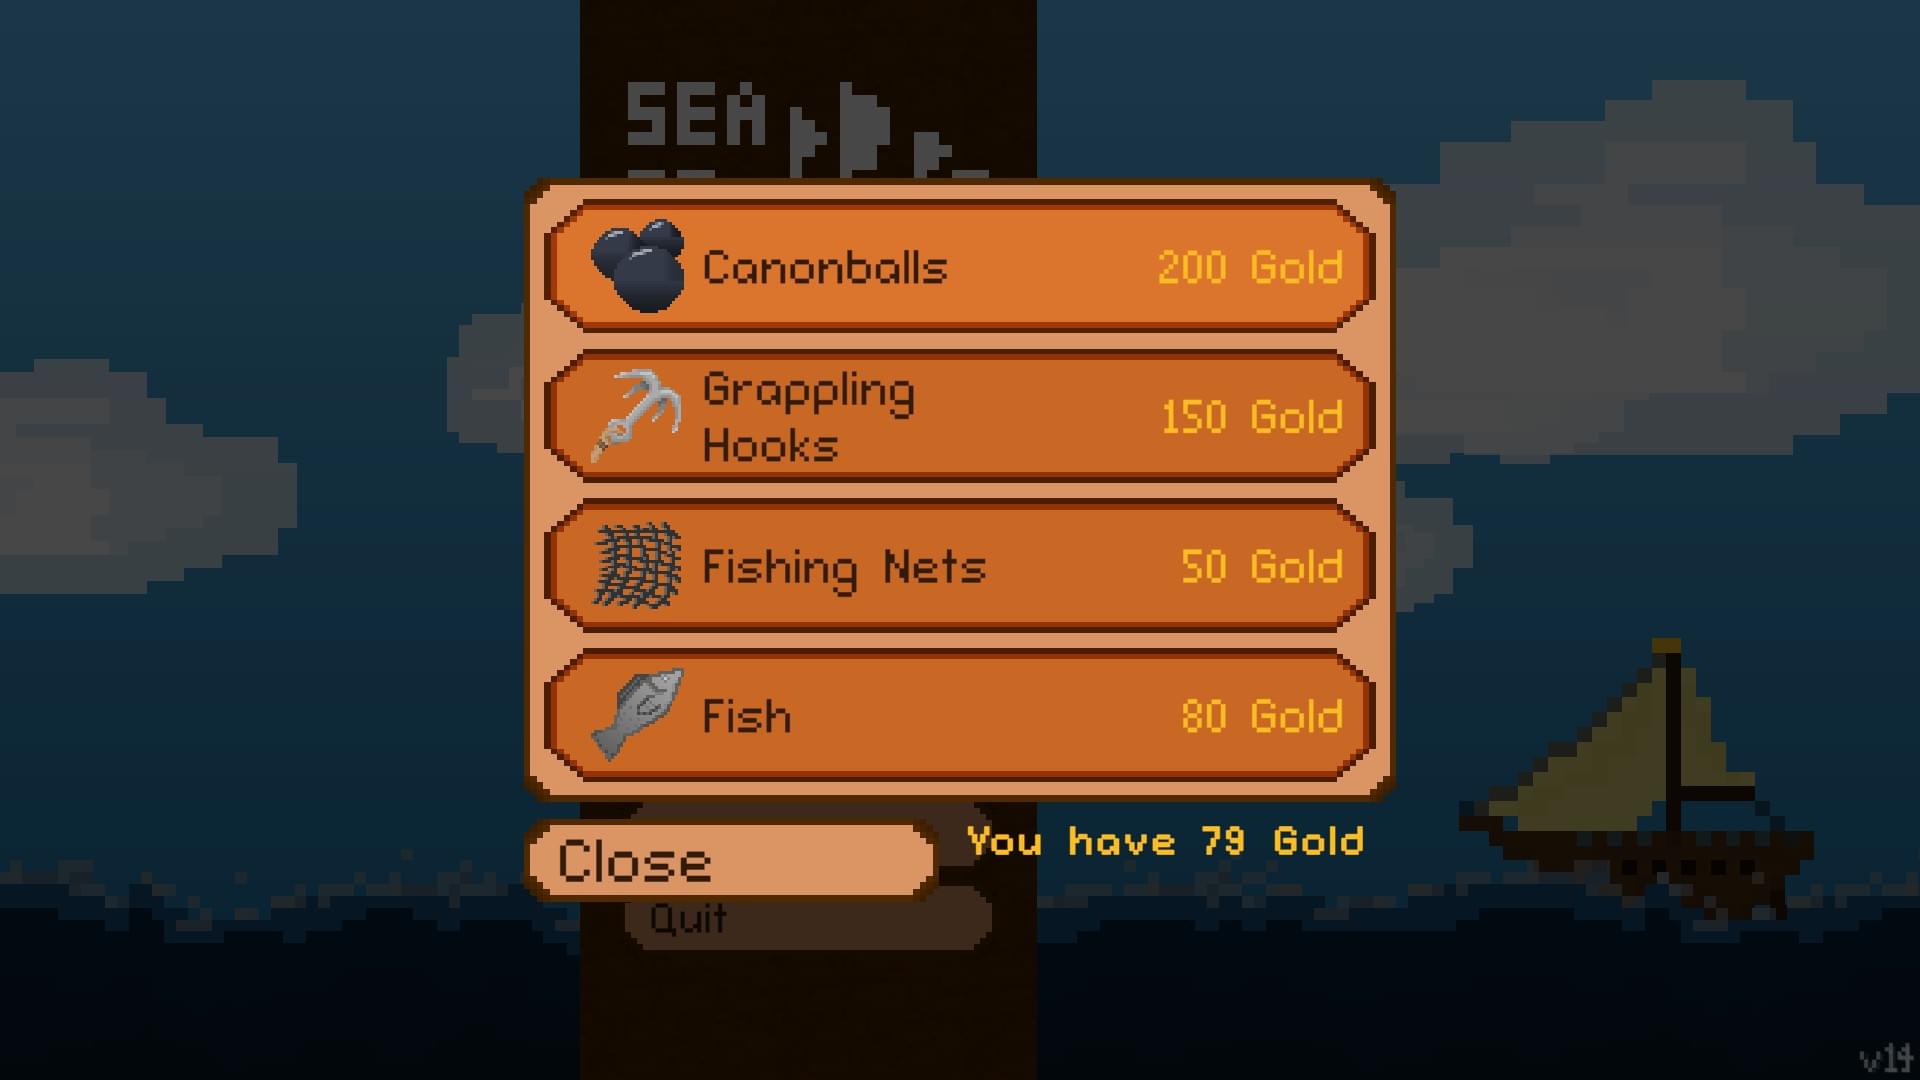 SEA
Canonballs 200 Gold
Grappling
Hooks 150 Gold
Fishing Nets 50 Gold
Fish 80 Gold
You have 79 Gold
Close
Quit
v14